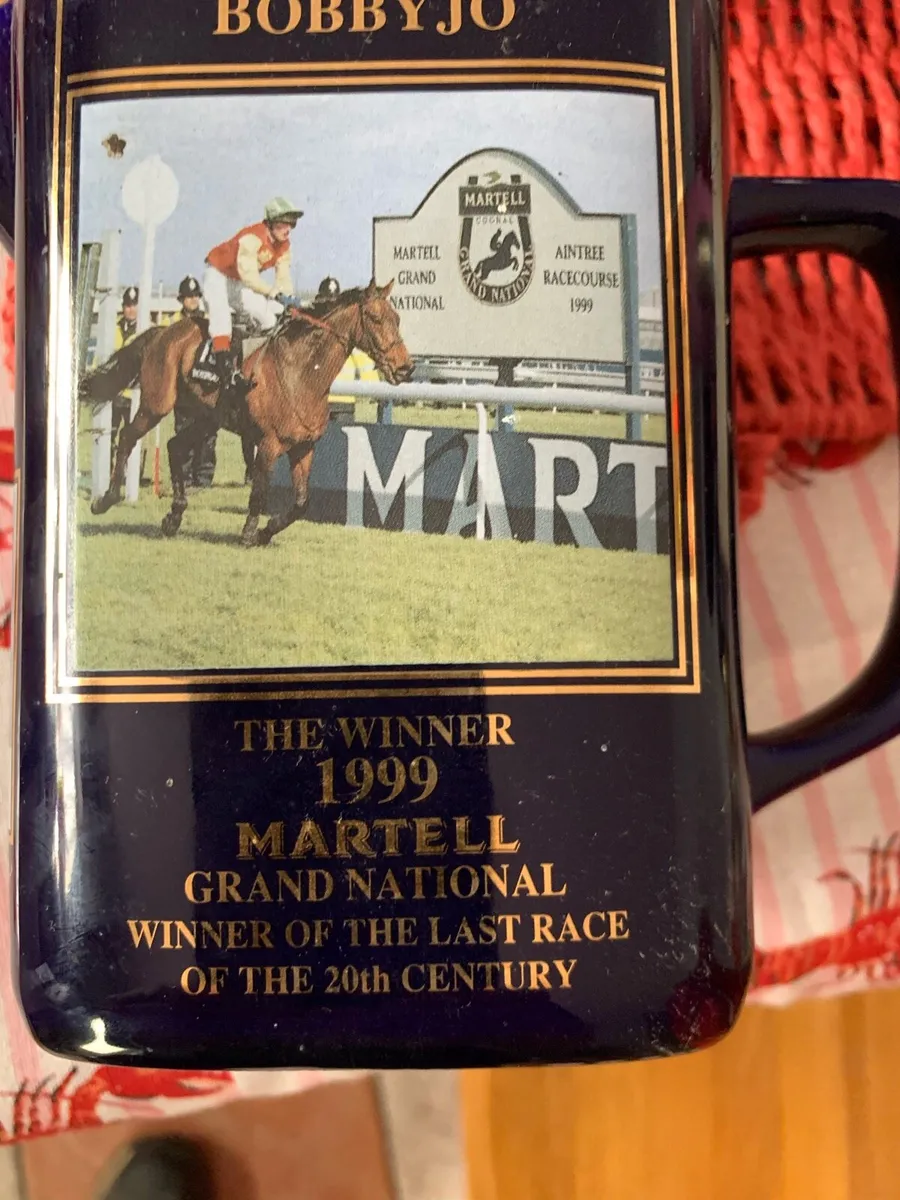 BOBBYJO
MARTELL
COGNAC
GRAND NATIONAL
MARTELL
GRAND
NATIONAL
AINTREE
RACECOURSE
1999
MART
THE WINNER
1999
MARTELL
GRAND NATIONAL
WINNER OF THE LAST RACE
OF THE 20th CENTURY